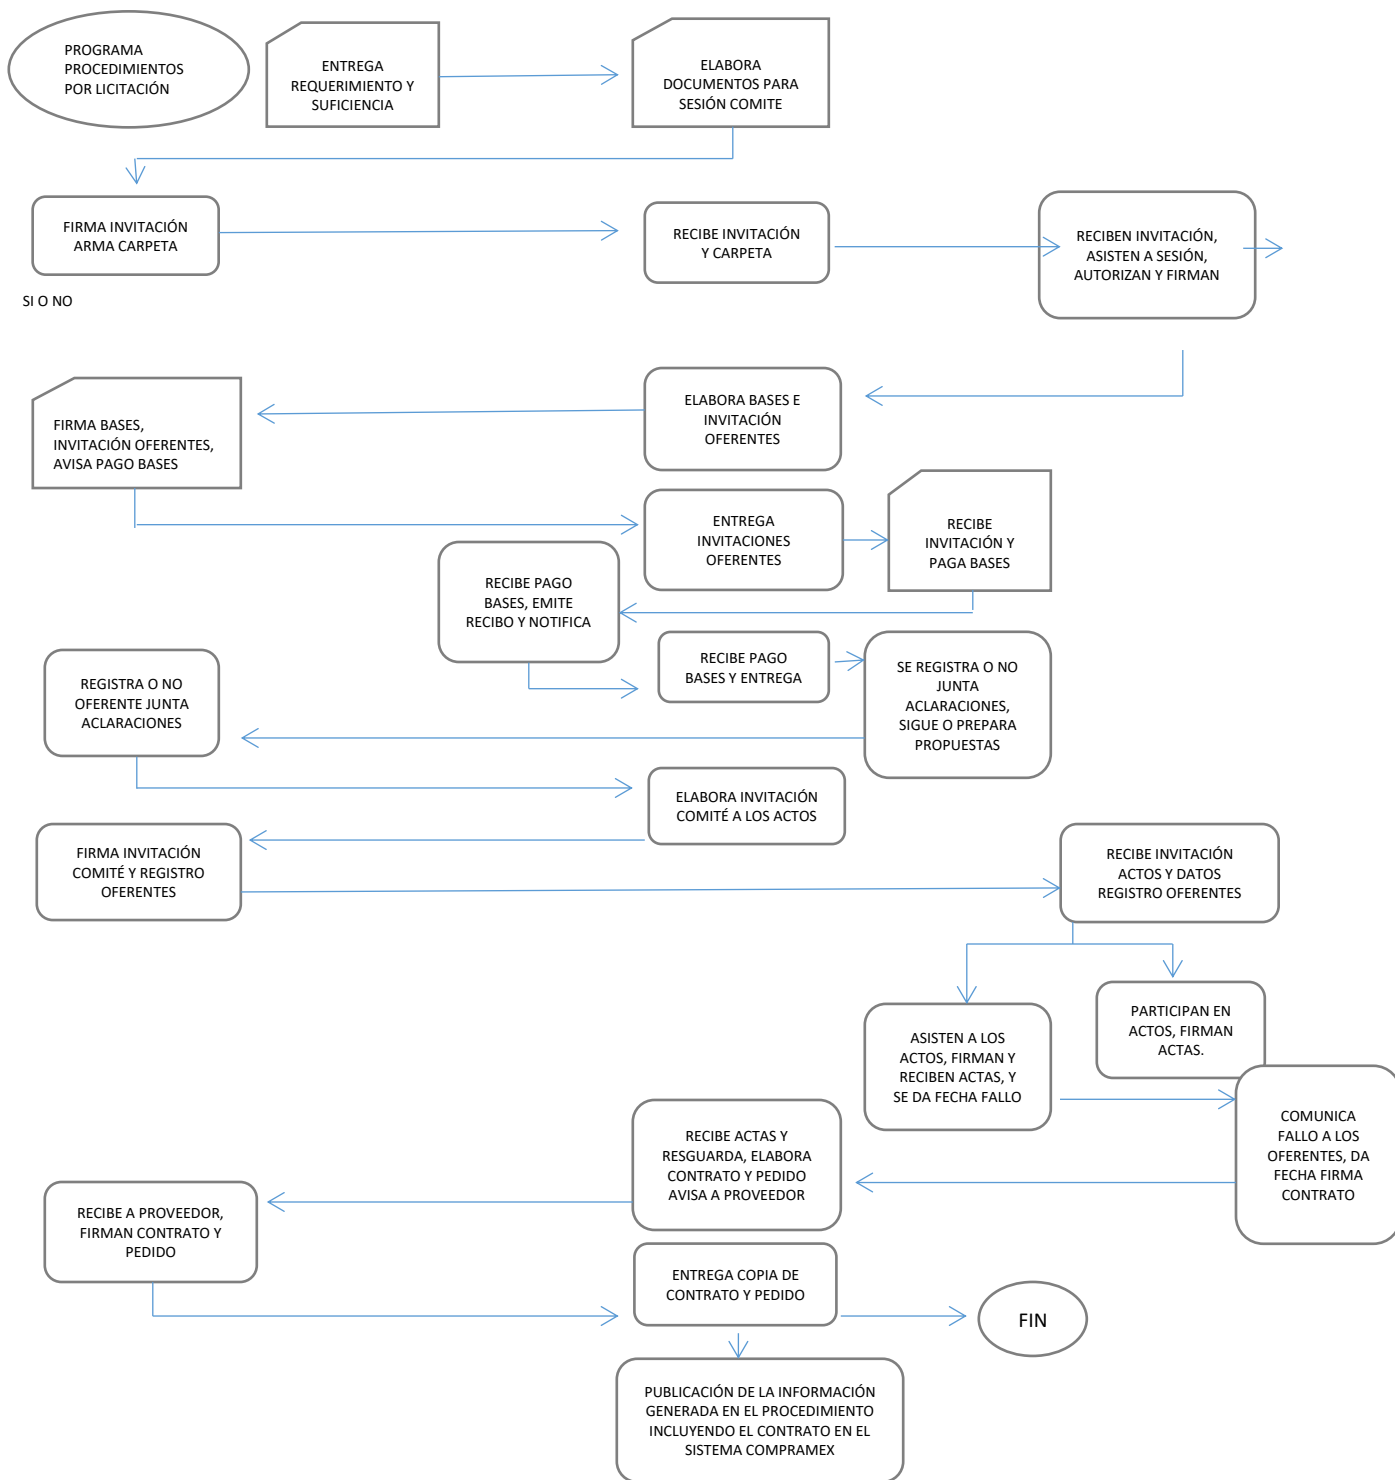 PROGRAMA
PROCEDIMIENTOS
POR LICITACIÓN
ENTREGA
REQUERIMIENTO Y
SUFICIENCIA
ELABORA
DOCUMENTOS PARA
SESIÓN COMITE
FIRMA INVITACIÓN
ARMA CARPETA
RECIBE INVITACIÓN
Y CARPETA
RECIBEN INVITACIÓN,
ASISTEN A SESIÓN,
AUTORIZAN Y FIRMAN
SI O NO
ELABORA BASES E
INVITACIÓN
OFERENTES
FIRMA BASES,
INVITACIÓN OFERENTES,
AVISA PAGO BASES
ENTREGA
INVITACIONES
OFERENTES
RECIBE
INVITACIÓN Y
PAGA BASES
RECIBE PAGO
BASES, EMITE
RECIBO Y NOTIFICA
RECIBE PAGO
BASES Y ENTREGA
SE REGISTRA O NO
JUNTA
ACLARACIONES,
SIGUE O PREPARA
PROPUESTAS
REGISTRA O NO
OFERENTE JUNTA
ACLARACIONES
ELABORA INVITACIÓN
COMITÉ A LOS ACTOS
FIRMA INVITACIÓN
COMITÉ Y REGISTRO
OFERENTES
RECIBE INVITACIÓN
ACTOS Y DATOS
REGISTRO OFERENTES
ASISTEN A LOS
ACTOS, FIRMAN Y
RECIBEN ACTAS, Y
SE DA FECHA FALLO
PARTICIPAN EN
ACTOS, FIRMAN
ACTAS.
COMUNICA
FALLO A LOS
OFERENTES, DA
FECHA FIRMA
CONTRATO
RECIBE ACTAS Y
RESGUARDA, ELABORA
CONTRATO Y PEDIDO
AVISA A PROVEEDOR
RECIBE A PROVEEDOR,
FIRMAN CONTRATO Y
PEDIDO
ENTREGA COPIA DE
CONTRATO Y PEDIDO
FIN
PUBLICACIÓN DE LA INFORMACIÓN
GENERADA EN EL PROCEDIMIENTO
INCLUYENDO EL CONTRATO EN EL
SISTEMA COMPRAMEX